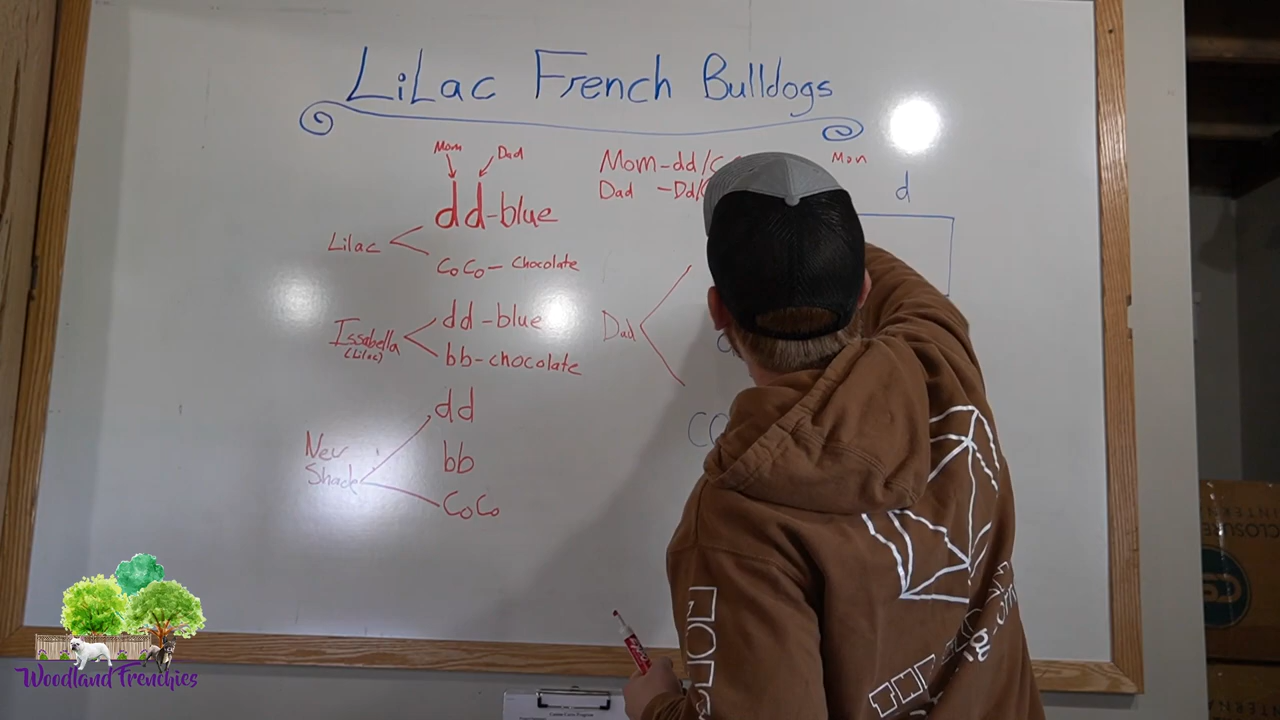 LiLac French Bulldogs
Mom Dad
dd-blue
Lilac
CoCo- Chocolate
Issabella
(Lilac)
dd-blue
bb-chocolate
New
Shade
dd
bb
CoCo
Mom-dd/C
Dad -Dd/
Mom
d
Dad
CO
Woodland Frenchies